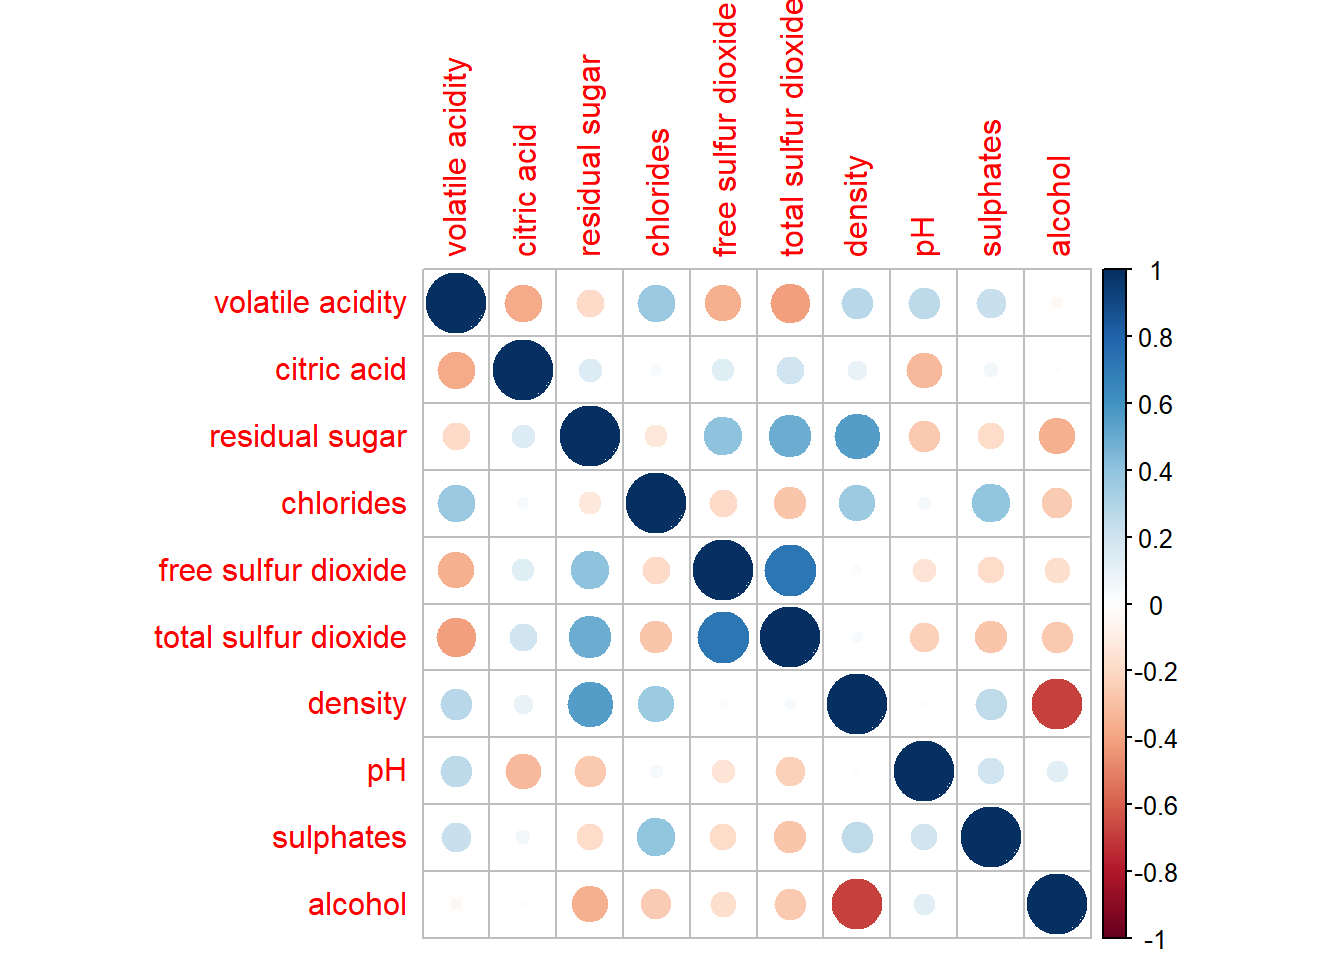 volatile acidity
citric acid
residual sugar
chlorides
free sulfur dioxide
total sulfur dioxide
density
pH
sulphates
alcohol
volatile acidity
citric acid
residual sugar
chlorides
free sulfur dioxide
total sulfur dioxide
density
pH
sulphates
alcohol
1
0.8
0.6
0.4
0.2
0
-0.2
-0.4
-0.6
-0.8
-1